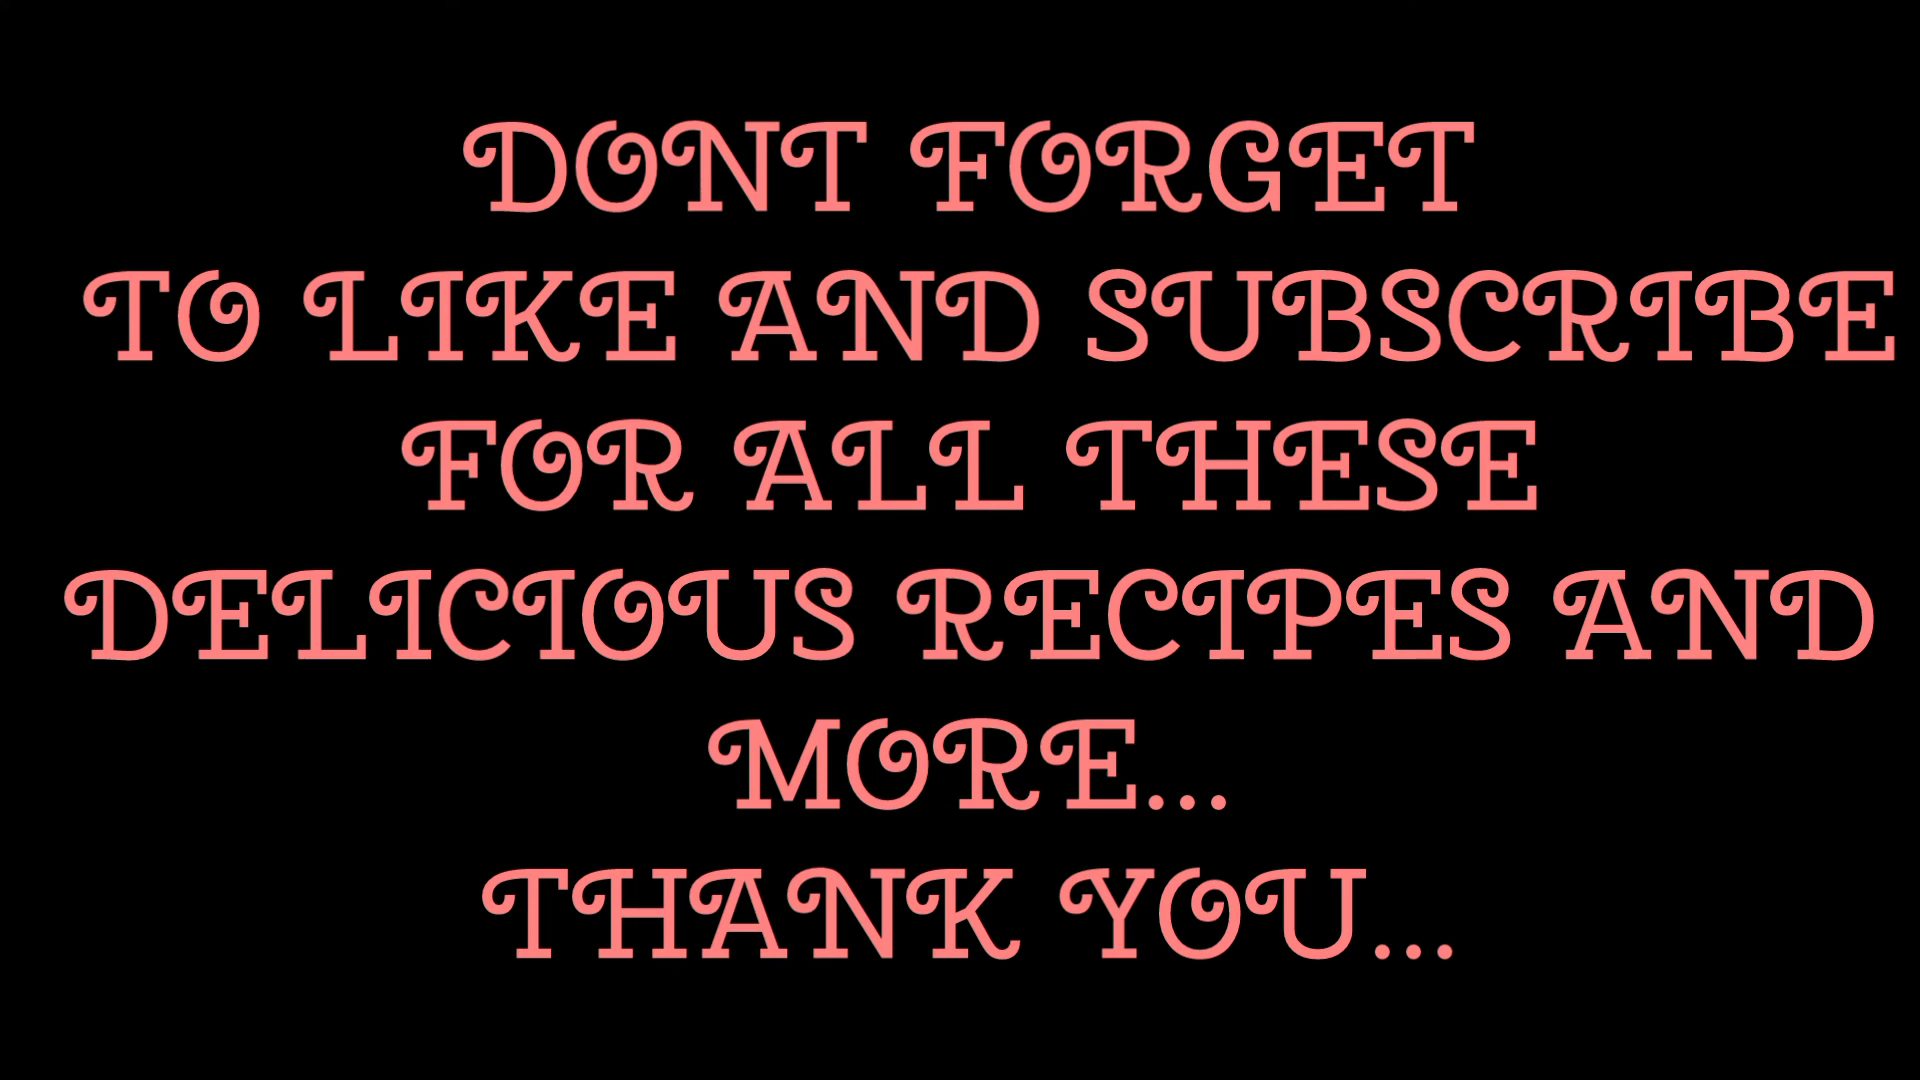 DONT FORGET
TO LIKE AND SUBSCRIBE
FOR ALL THESE
DELICIOUS RECIPES AND
MORE...
THANK YOU...